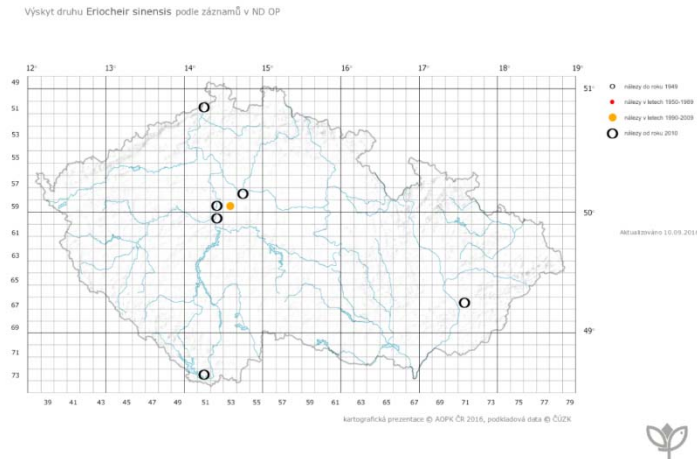 Výskyt druhu Eriocheir sinensis podle záznamů v ND OP
12° 13° 14° 15° 16° 17° 18° 19°
49
51
53
55
57
59
61
63
65
67
69
71
73
51°
50°
49°
nálezy do roku 1949
nálezy v letech 1950-1989
nálezy v letech 1990-2009
nálezy od roku 2010
39 41 43 45 47 49 51 53 55 57 59 61 63 65 67 69 71 73 75 77 79
kartografická prezentace © AOPK ČR 2016, podkladová data © ČÚZK